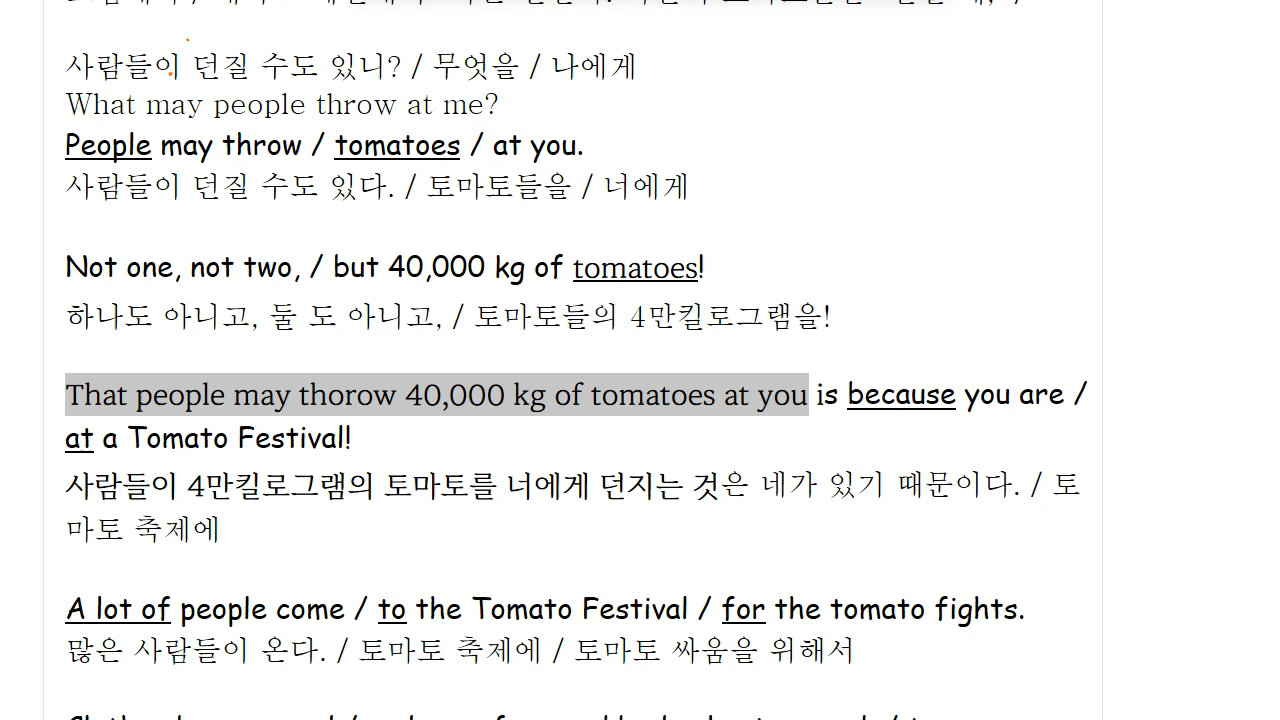 사람들이 던질 수도 있니? / 무엇을 / 나에게
What may people throw at me?
People may throw / tomatoes / at you.
사람들이 던질 수도 있다. / 토마토들을 / 너에게
Not one, not two, / but 40,000 kg of tomatoes!
하나도 아니고, 둘 도 아니고, / 토마토들의 4만킬로그램을!
That people may thorow 40,000 kg of tomatoes at you is because you are /
at a Tomato Festival!
사람들이 4만킬로그램의 토마토를 너에게 던지는 것은 네가 있기 때문이다. / 토
마토 축제에
A lot of people come / to the Tomato Festival / for the tomato fights.
많은 사람들이 온다. / 토마토 축제에 / 토마토 싸움을 위해서